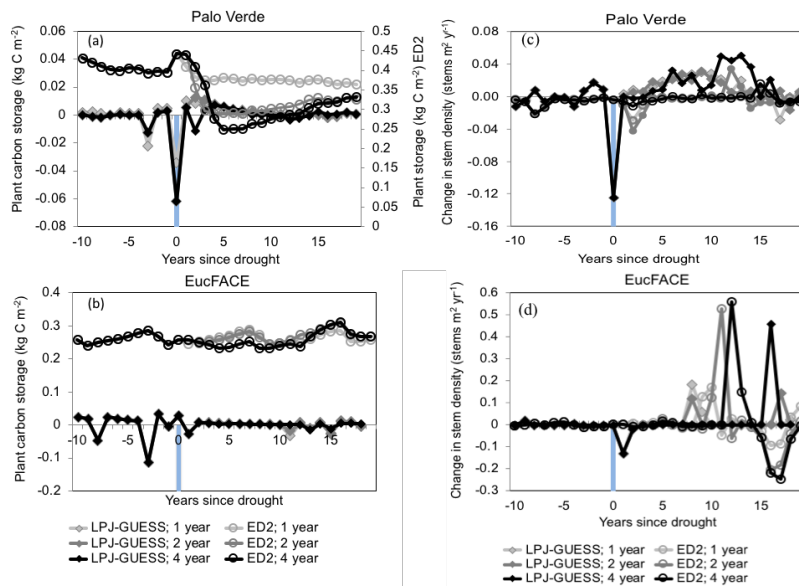 Palo Verde
(a)
0.06
0.04
0.02
0
-0.02
-0.04
-0.06
-0.08
Plant carbon storage (kg C m⁻²)
0.5
0.45
0.4
0.35
0.3
0.25
0.2
0.15
0.1
0.05
0
Plant storage (kg C m⁻²) ED2
-10 -5 0 5 10 15
Years since drought
Palo Verde
(c)
0.08
0.04
0.00
-0.04
-0.08
-0.12
-0.16
Change in stem density (stems m² yr⁻¹)
-10 -5 0 5 10 15
Years since drought
EucFACE
(b)
0.4
0.3
0.2
0.1
0
-0.1
-0.2
Plant carbon storage (kg C m⁻²)
-10 -5 0 5 10 15
Years since drought
LPJ-GUESS; 1 year ED2; 1 year
LPJ-GUESS; 2 year ED2; 2 year
LPJ-GUESS; 4 year ED2; 4 year
EucFACE
(d)
0.6
0.5
0.4
0.3
0.2
0.1
0
-0.1
-0.2
-0.3
Change in stem density (stems m² yr⁻¹)
-10 -5 0 5 10 15
Years since drought
LPJ-GUESS; 1 year ED2; 1 year
LPJ-GUESS; 2 year ED2; 2 year
LPJ-GUESS; 4 year ED2; 4 year